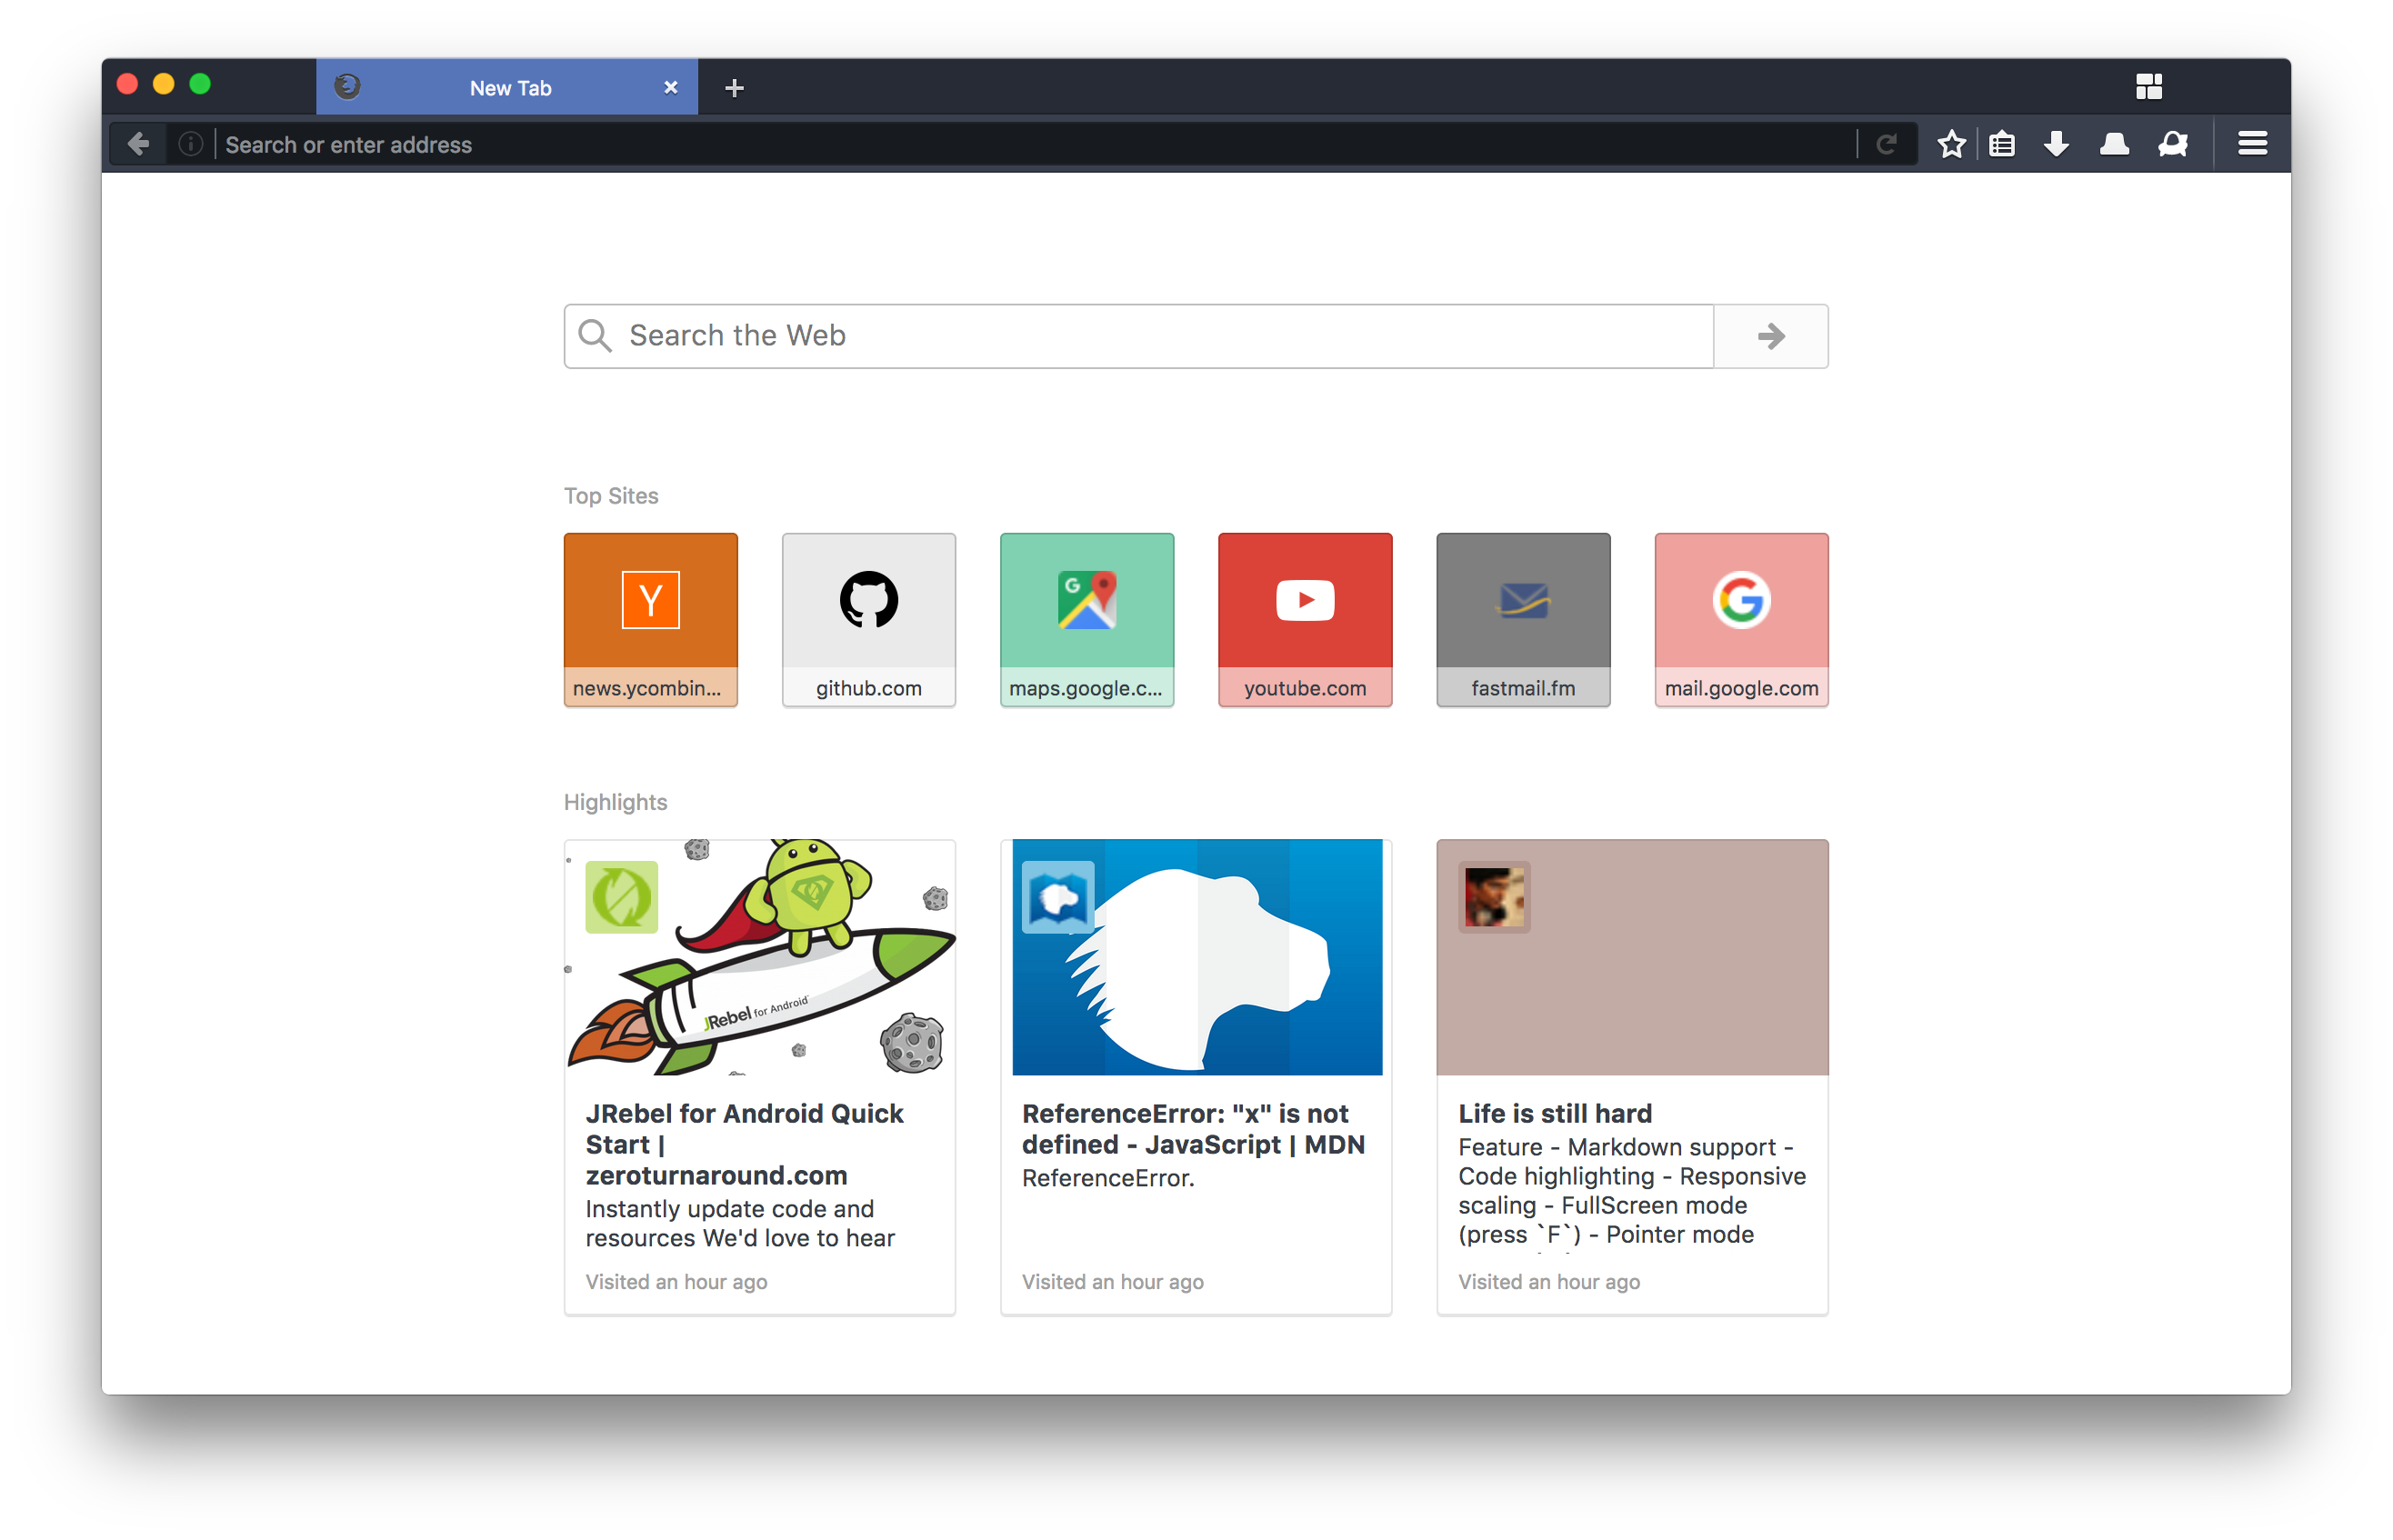 New Tab
Search or enter address
Search the Web
Top Sites
Y
G
G
news.ycombin...
github.com
maps.google.c...
youtube.com
fastmail.fm
mail.google.com
Highlights
JRebel for Android
JRebel for Android Quick
Start |
zeroturnaround.com
Instantly update code and
resources We'd love to hear
Visited an hour ago
ReferenceError: "x" is not
defined - JavaScript | MDN
ReferenceError.
Visited an hour ago
Life is still hard
Feature - Markdown support -
Code highlighting - Responsive
scaling - FullScreen mode
(press `F`) - Pointer mode
Visited an hour ago